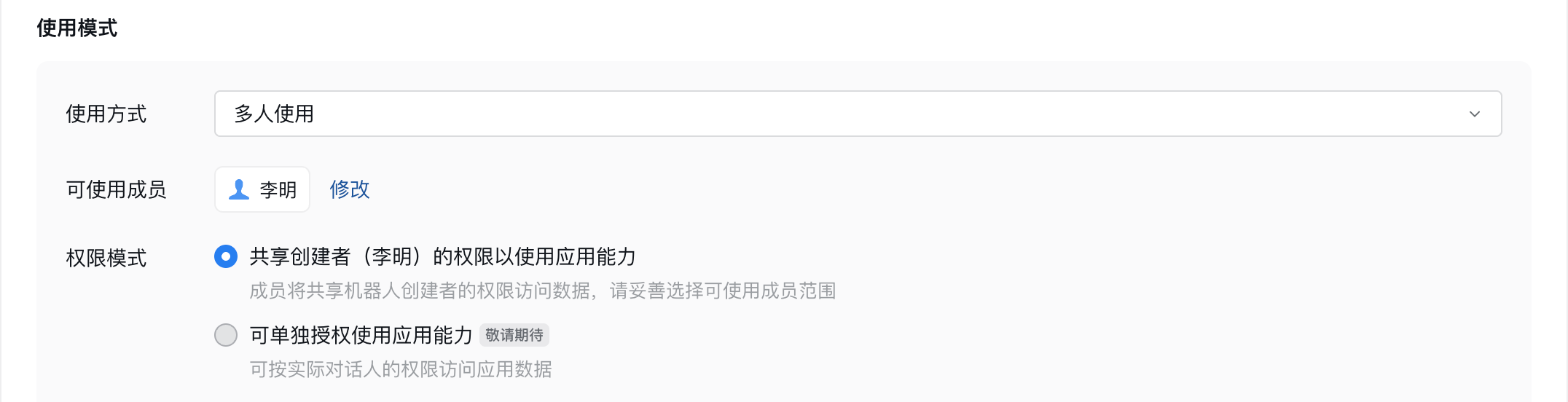 使用模式
使用方式 多人使用
可使用成员 李明 修改
权限模式 共享创建者（李明）的权限以使用应用能力
成员将共享机器人创建者的权限访问数据，请妥善选择可使用成员范围
可单独授权使用应用能力 敬请期待
可按实际对话人的权限访问应用数据